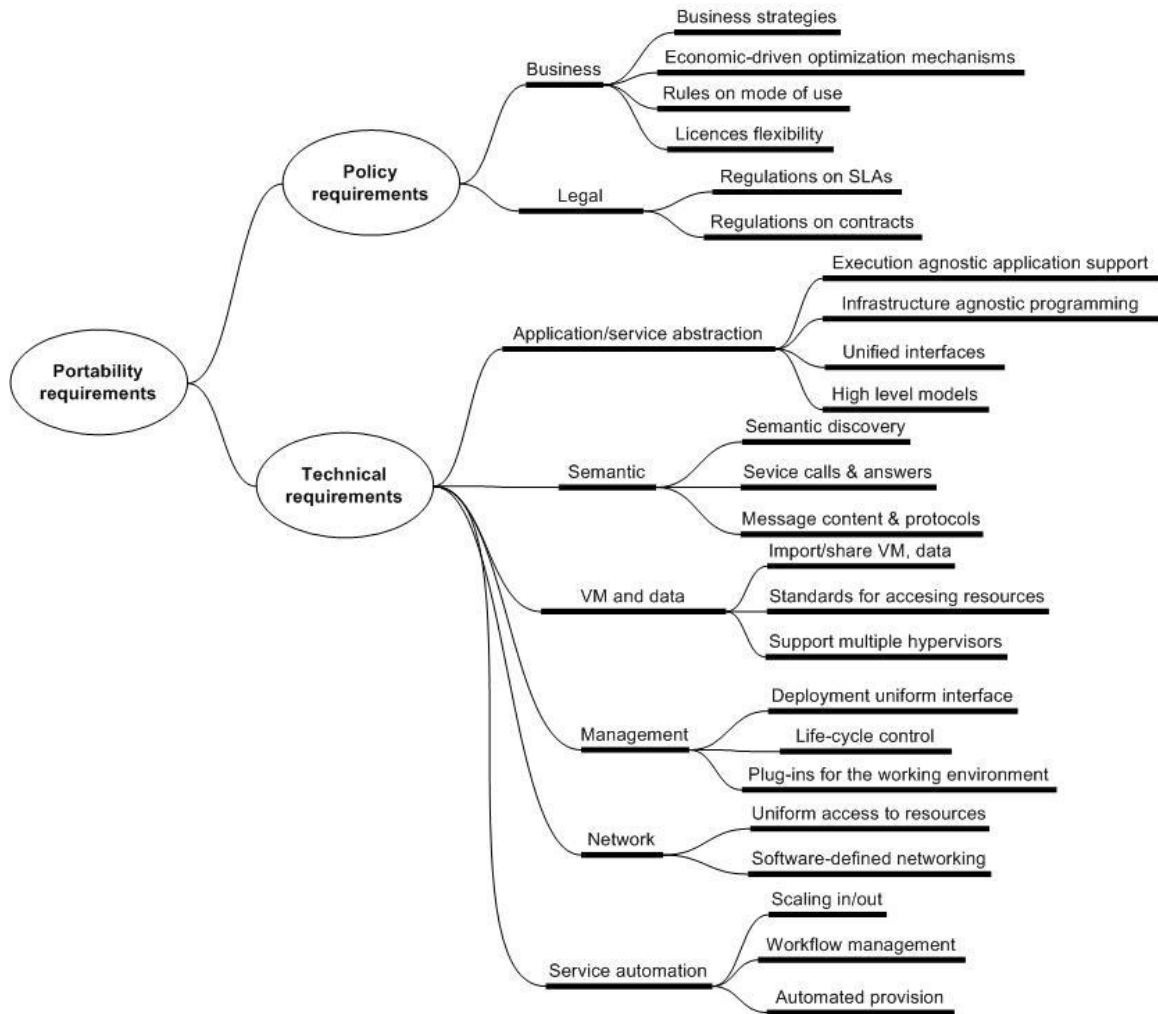 Business strategies
Economic-driven optimization mechanisms
Business
Rules on mode of use
Licences flexibility
Policy
requirements
Regulations on SLAs
Legal
Regulations on contracts
Execution agnostic application support
Infrastructure agnostic programming
Application/service abstraction
Unified interfaces
High level models
Portability
requirements
Semantic discovery
Technical
requirements
Semantic
Sevice calls & answers
Message content & protocols
Import/share VM, data
VM and data
Standards for accesing resources
Support multiple hypervisors
Deployment uniform interface
Management
Life-cycle control
Plug-ins for the working environment
Uniform access to resources
Network
Software-defined networking
Scaling in/out
Workflow management
Service automation
Automated provision